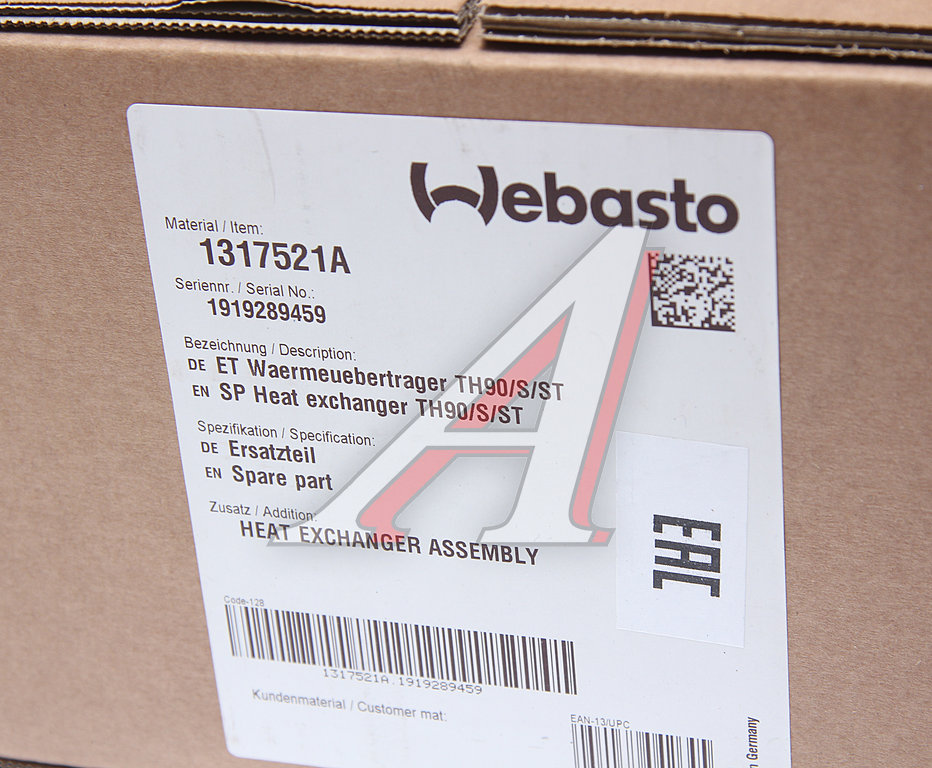 Webasto
Material / Item:
1317521A
Seriennr. / Serial No.:
1919289459
Bezeichnung / Description:
DE ET Waermeuebertrager TH90/S/ST
EN SP Heat exchanger TH90/S/ST
Spezifikation / Specification:
DE Ersatzteil
EN Spare part
Zusatz / Addition:
HEAT EXCHANGER ASSEMBLY
EAC
Code-128
1317521A.1919289459
Kundenmaterial / Customer mat:
EAN-13/UPC
Germany